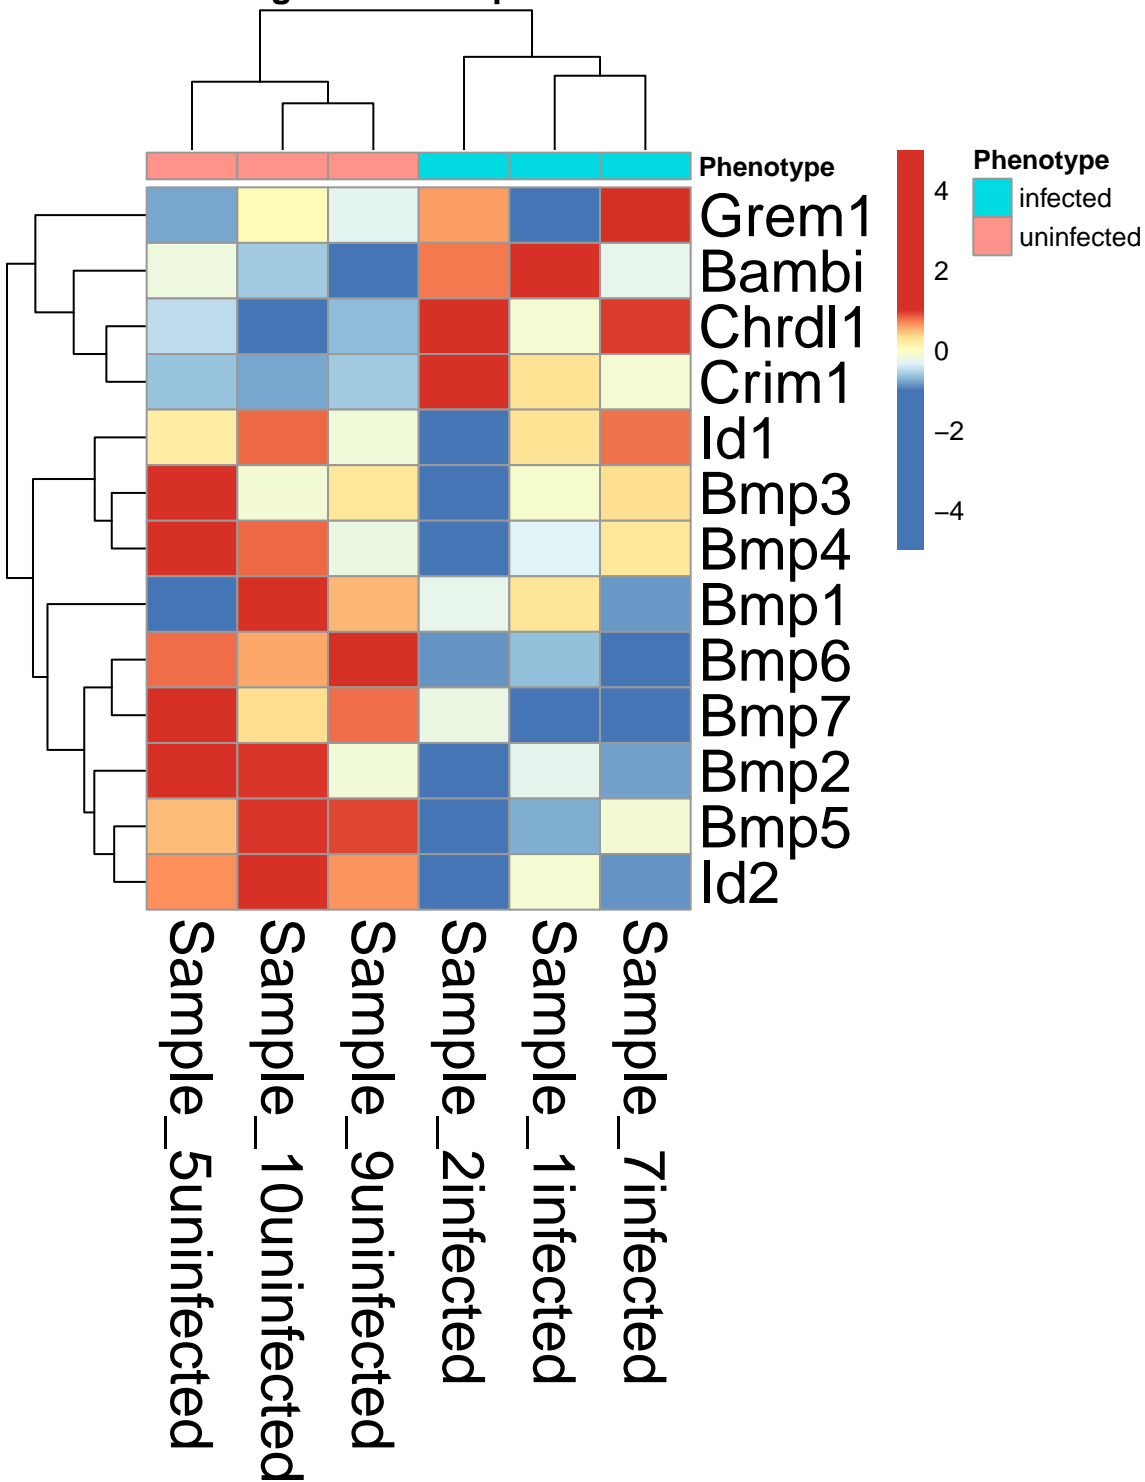 Phenotype
Grem1
Bambi
Chrdl1
Crim1
Id1
Bmp3
Bmp4
Bmp1
Bmp6
Bmp7
Bmp2
Bmp5
Id2
Sample_5uninfected
Sample_10uninfected
Sample_9uninfected
Sample_2infected
Sample_1infected
Sample_7infected
4
2
0
−2
−4
Phenotype
infected
uninfected